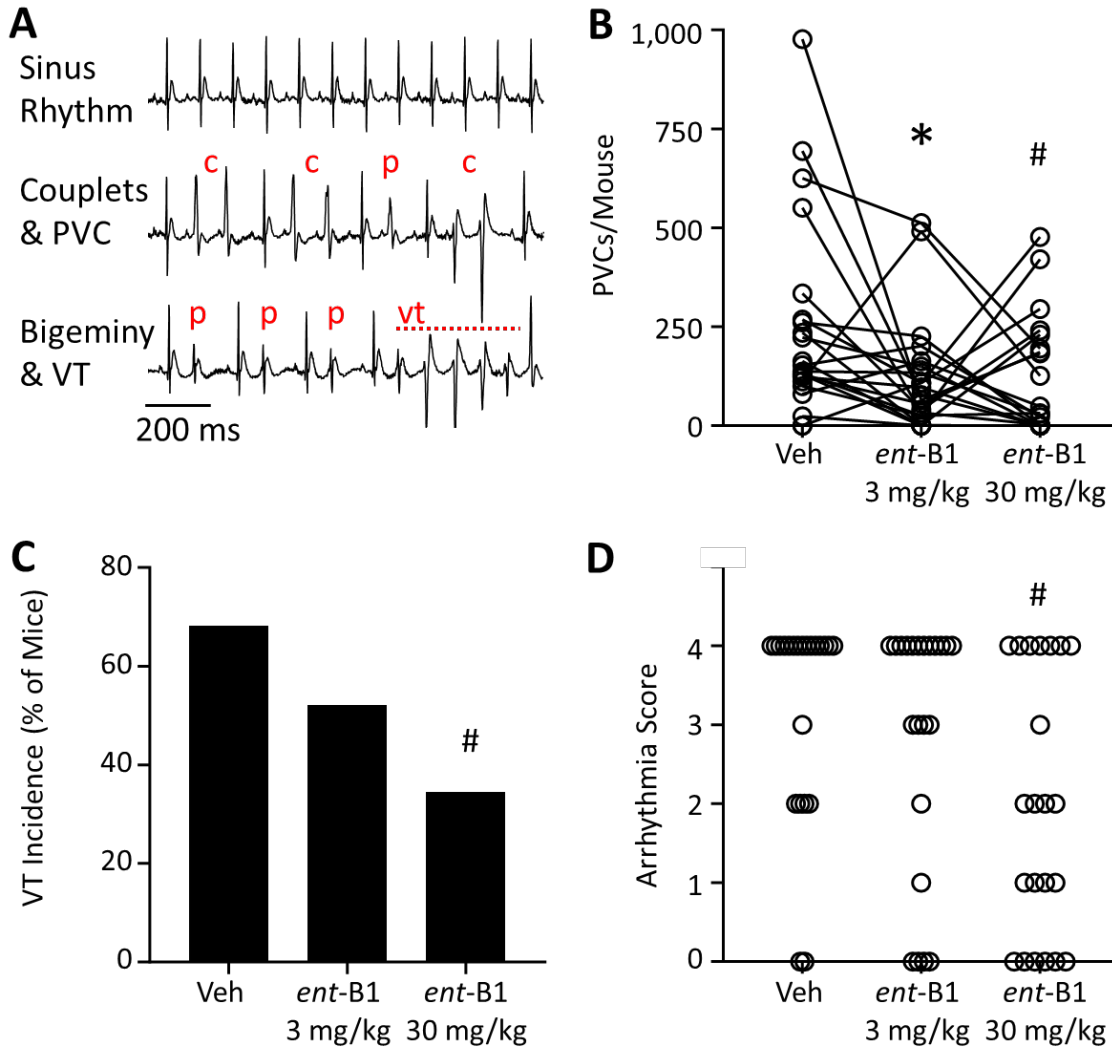 A
Sinus
Rhythm
Couplets
& PVC
c c p c
Bigeminy
& VT
p p p vt
200 ms
B
PVCs/Mouse
1,000
750
500
250
0
*
#
Veh ent-B1 ent-B1
3 mg/kg 30 mg/kg
C
VT Incidence (% of Mice)
80
60
40
20
0
#
Veh ent-B1 ent-B1
3 mg/kg 30 mg/kg
D
Arrhythmia Score
4
3
2
1
0
#
Veh ent-B1 ent-B1
3 mg/kg 30 mg/kg